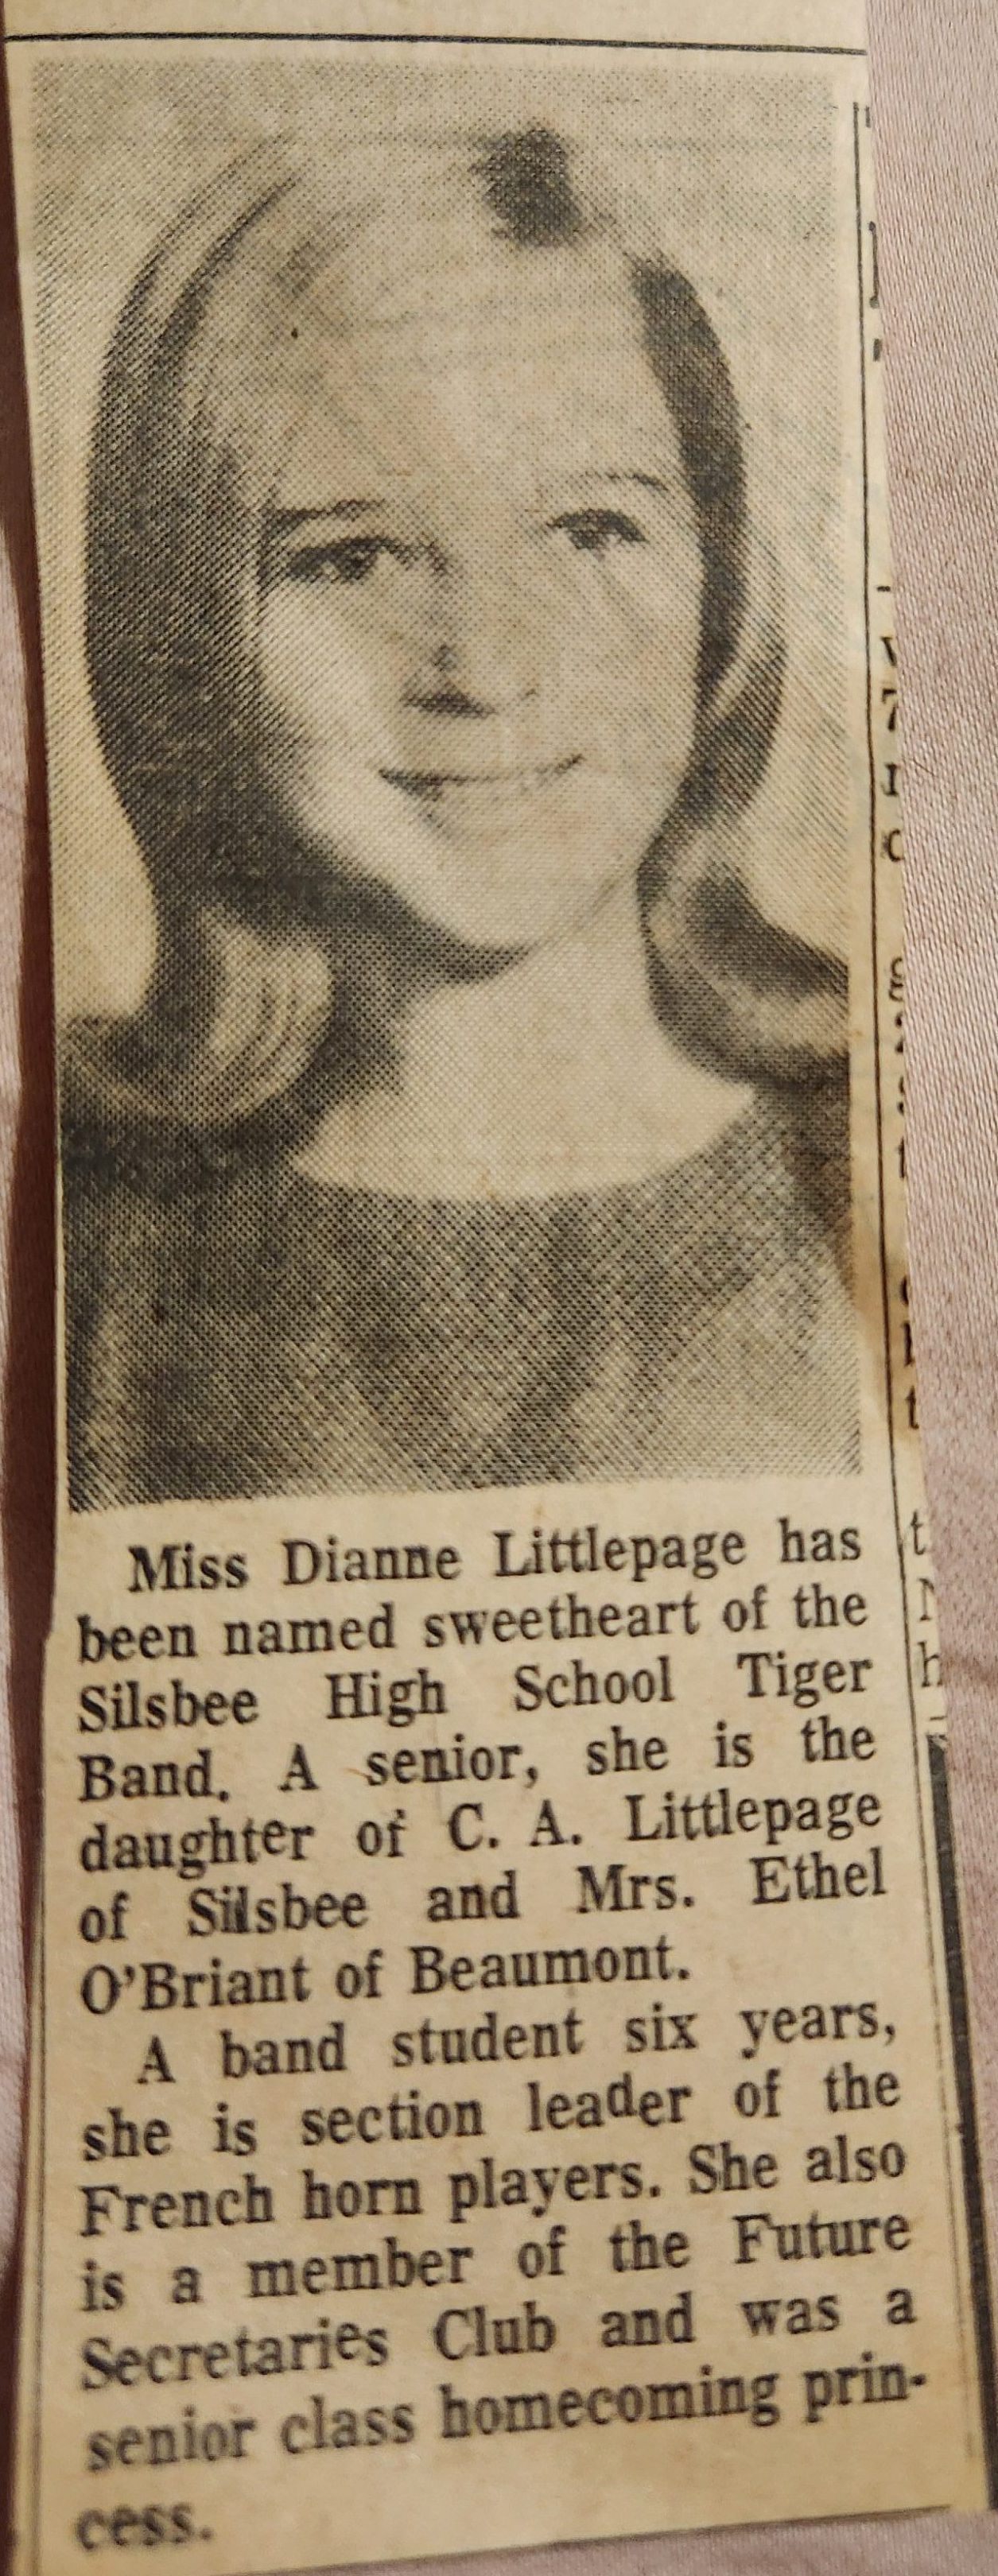 Miss Dianne Littlepage has
been named sweetheart of the
Silsbee High School Tiger
Band. A senior, she is the
daughter of C. A. Littlepage
of Silsbee and Mrs. Ethel
O'Briant of Beaumont.
A band student six years,
she is section leader of the
French horn players. She also
is a member of the Future
Secretaries Club and was a
senior class homecoming prin-
cess.